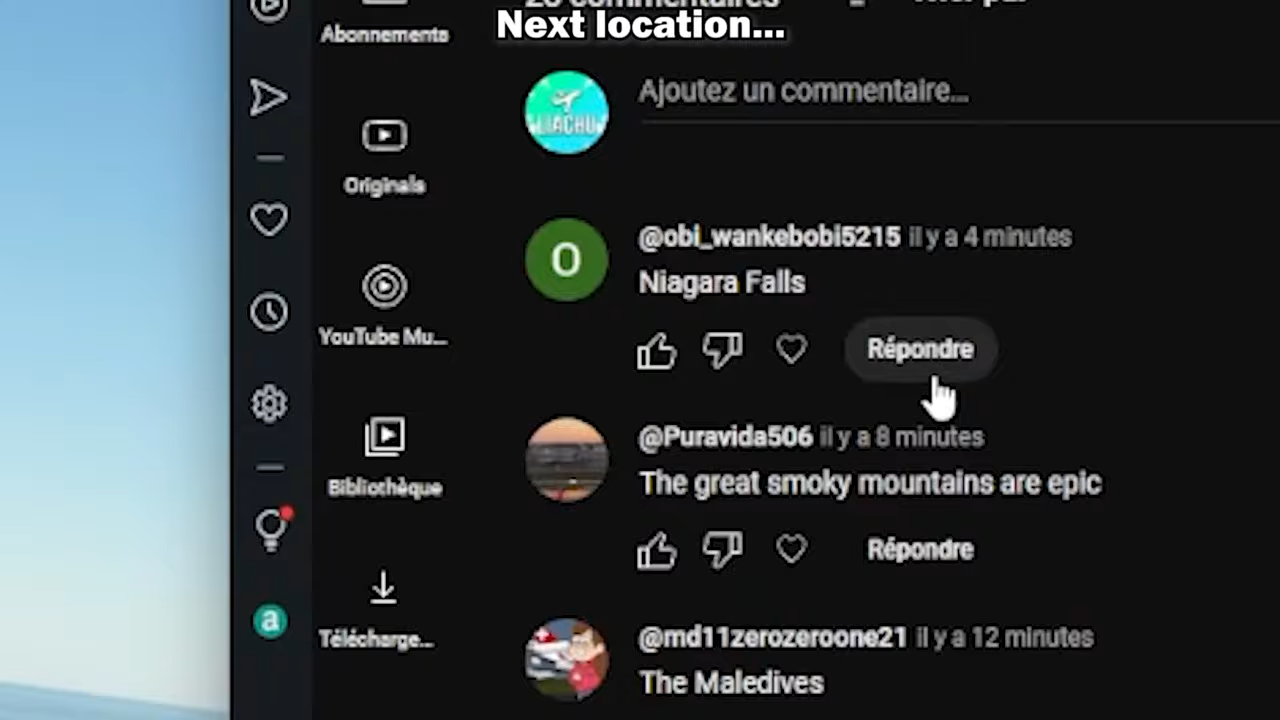 Next location...
Abonnements
Ajoutez un commentaire...
LIACHU
Originals
@obi_wankebobi5215 il y a 4 minutes
O
Niagara Falls
YouTube Mu...
Répondre
@Puravida506 il y a 8 minutes
The great smoky mountains are epic
Bibliothèque
Répondre
a
Télécharge...
@md11zerozeroone21 il y a 12 minutes
The Maledives